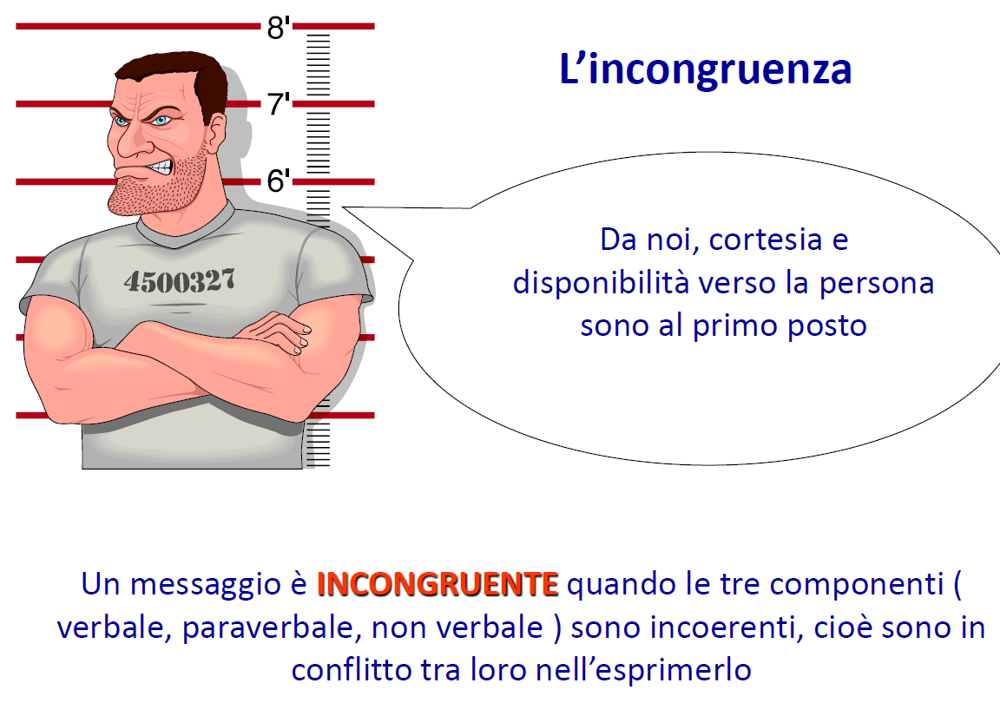 8'
7'
6'
4500327
L’incongruenza
Da noi, cortesia e
disponibilità verso la persona
sono al primo posto
Un messaggio è INCONGRUENTE quando le tre componenti (
verbale, paraverbale, non verbale ) sono incoerenti, cioè sono in
conflitto tra loro nell’esprimerlo